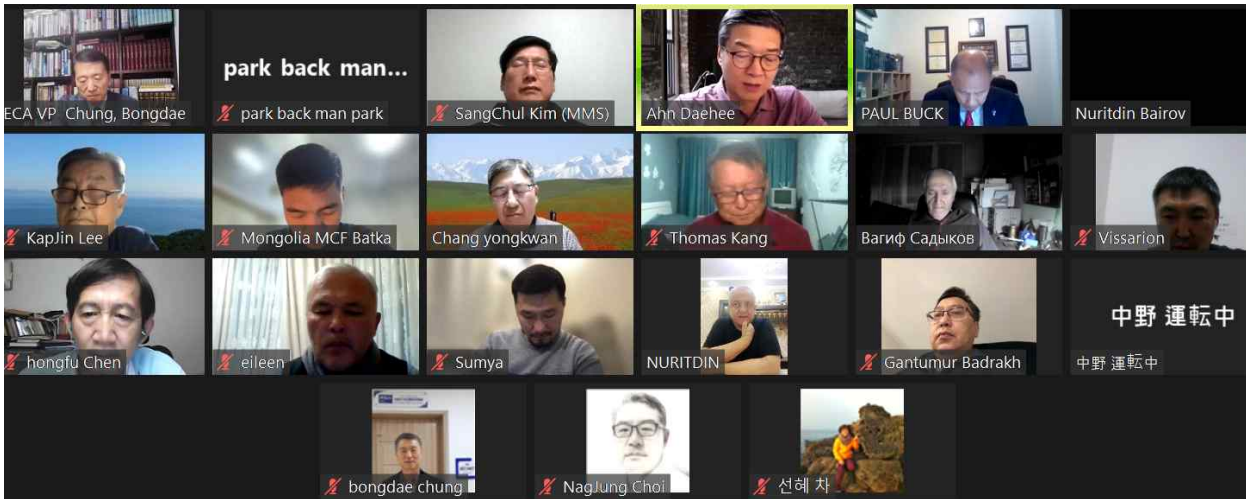 ECA VP Chung, Bongdae
park back man...
park back man park
SangChul Kim (MMS)
Ahn Daehee
PAUL BUCK
Nuritdin Bairov
KapJin Lee
Mongolia MCF Batka
Chang yongkwan
Thomas Kang
Вагиф Садыков
Vissarion
hongfu Chen
eileen
Sumya
NURITDIN
Gantumur Badrakh
中野 運転中
中野 運転中
bongdae chung
NagJung Choi
선혜 차